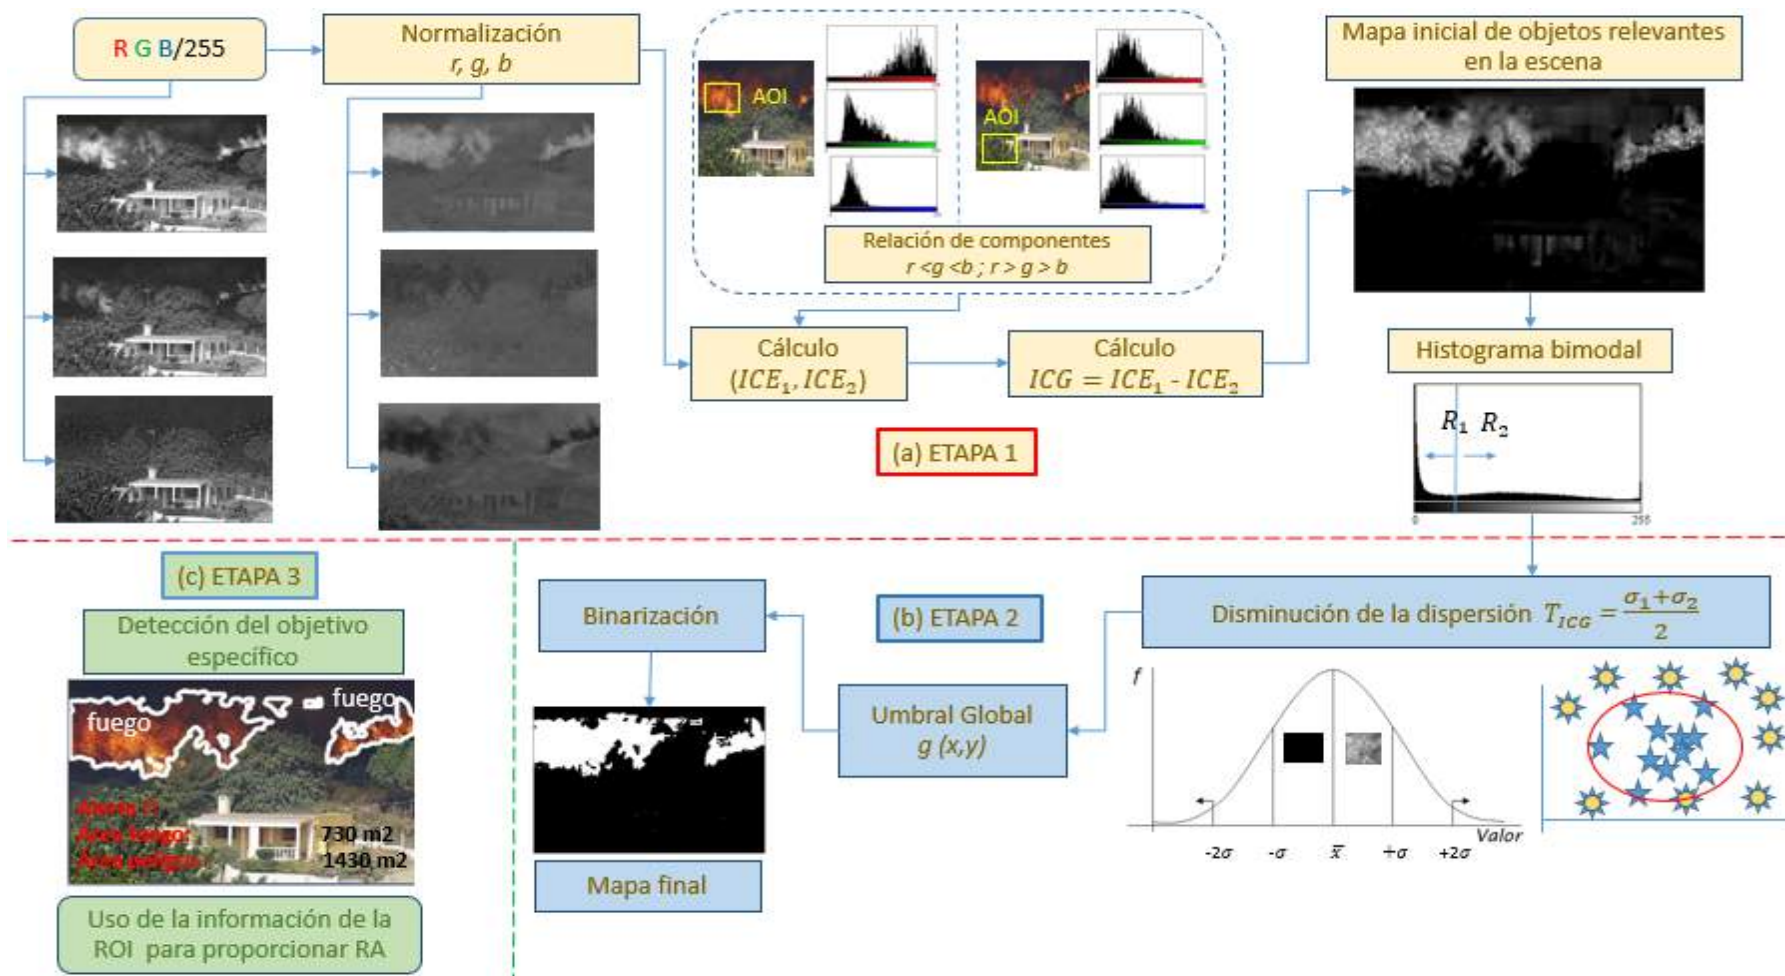 R G B/255
Normalización
r, g, b
AOI
AOI
Relación de componentes
r <g <b ; r > g > b
Mapa inicial de objetos relevantes
en la escena
Cálculo
(ICE₁, ICE₂)
Cálculo
ICG = ICE₁ - ICE₂
Histograma bimodal
R₁ R₂
0 255
(a) ETAPA 1
(c) ETAPA 3
Detección del objetivo
específico
fuego
fuego
730 m2
1430 m2
Uso de la información de la
ROI para proporcionar RA
Binarización
Mapa final
(b) ETAPA 2
Umbral Global
g (x,y)
Disminución de la dispersión T_ICG = (σ₁+σ₂)/2
f
Valor
-2σ -σ x̄ +σ +2σ